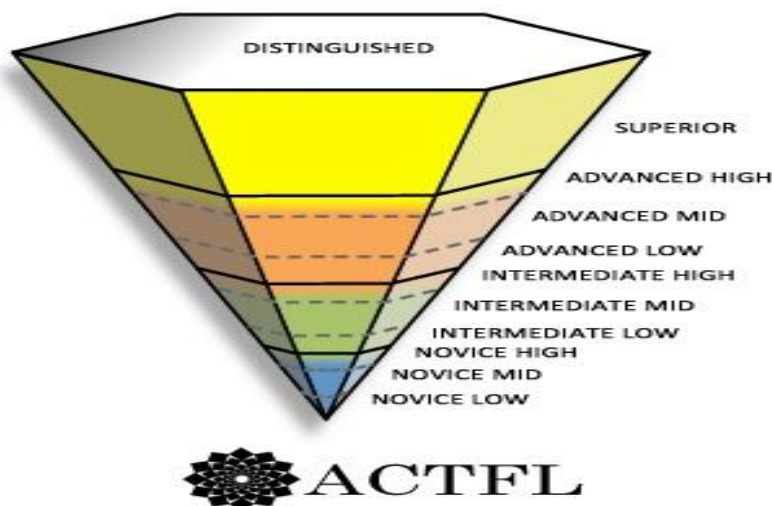 DISTINGUISHED
SUPERIOR
ADVANCED HIGH
ADVANCED MID
ADVANCED LOW
INTERMEDIATE HIGH
INTERMEDIATE MID
INTERMEDIATE LOW
NOVICE HIGH
NOVICE MID
NOVICE LOW
ACTFL